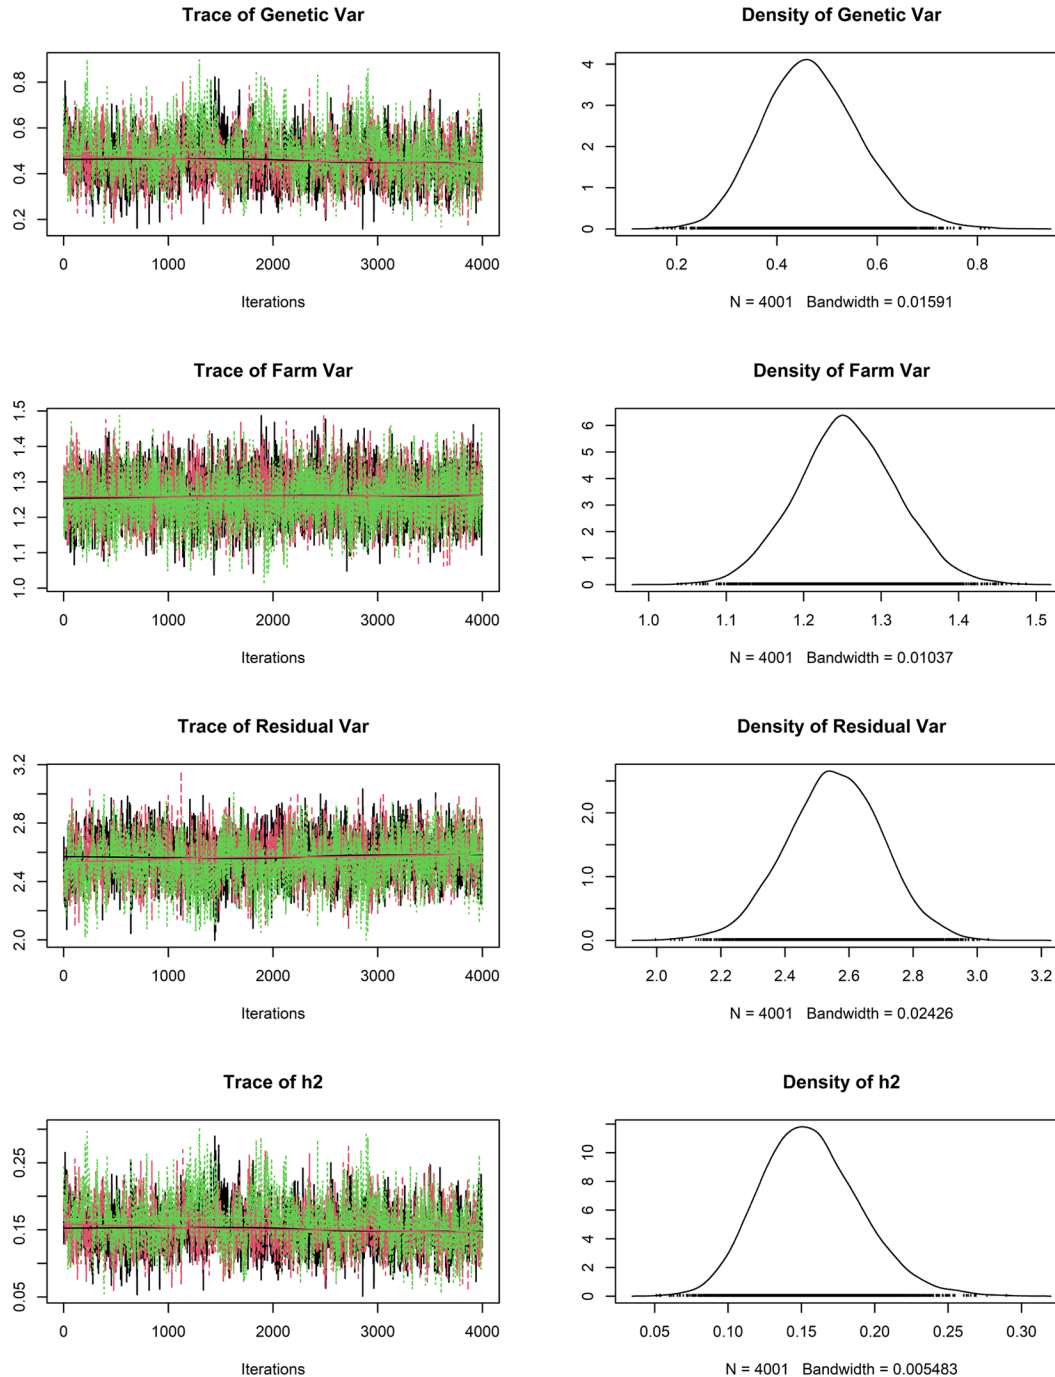 Trace of Genetic Var
Density of Genetic Var
0.2 0.4 0.6 0.8
0 1000 2000 3000 4000
Iterations
0 1 2 3 4
0.2 0.4 0.6 0.8
N = 4001 Bandwidth = 0.01591
Trace of Farm Var
Density of Farm Var
1.0 1.1 1.2 1.3 1.4 1.5
0 1000 2000 3000 4000
Iterations
0 1 2 3 4 5 6
1.0 1.1 1.2 1.3 1.4 1.5
N = 4001 Bandwidth = 0.01037
Trace of Residual Var
Density of Residual Var
2.0 2.4 2.8 3.2
0 1000 2000 3000 4000
Iterations
0.0 1.0 2.0
2.0 2.2 2.4 2.6 2.8 3.0 3.2
N = 4001 Bandwidth = 0.02426
Trace of h2
Density of h2
0.05 0.15 0.25
0 1000 2000 3000 4000
Iterations
0 2 4 6 8 10
0.05 0.10 0.15 0.20 0.25 0.30
N = 4001 Bandwidth = 0.005483